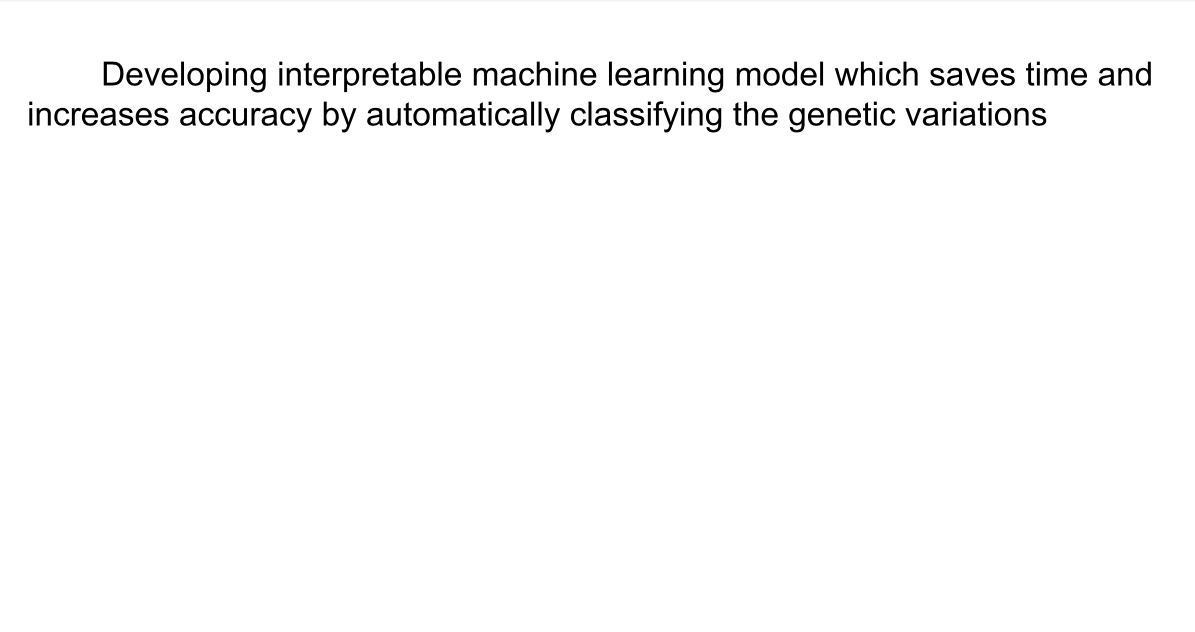 Developing interpretable machine learning model which saves time and
increases accuracy by automatically classifying the genetic variations